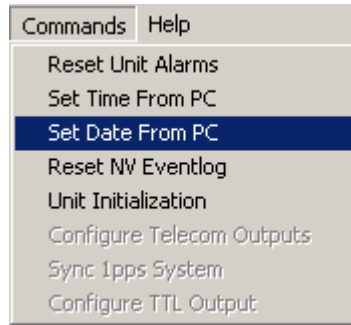 Commands Help
Reset Unit Alarms
Set Time From PC
Set Date From PC
Reset NV Eventlog
Unit Initialization
Configure Telecom Outputs
Sync 1pps System
Configure TTL Output